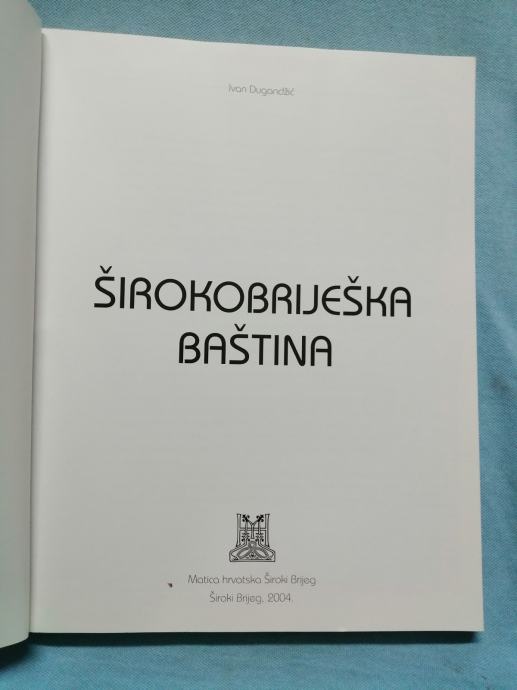 Ivan Dugandžić
ŠIROKOBRIJEŠKA
BAŠTINA
Matica hrvatska Široki Brijeg
Široki Brijeg, 2004.